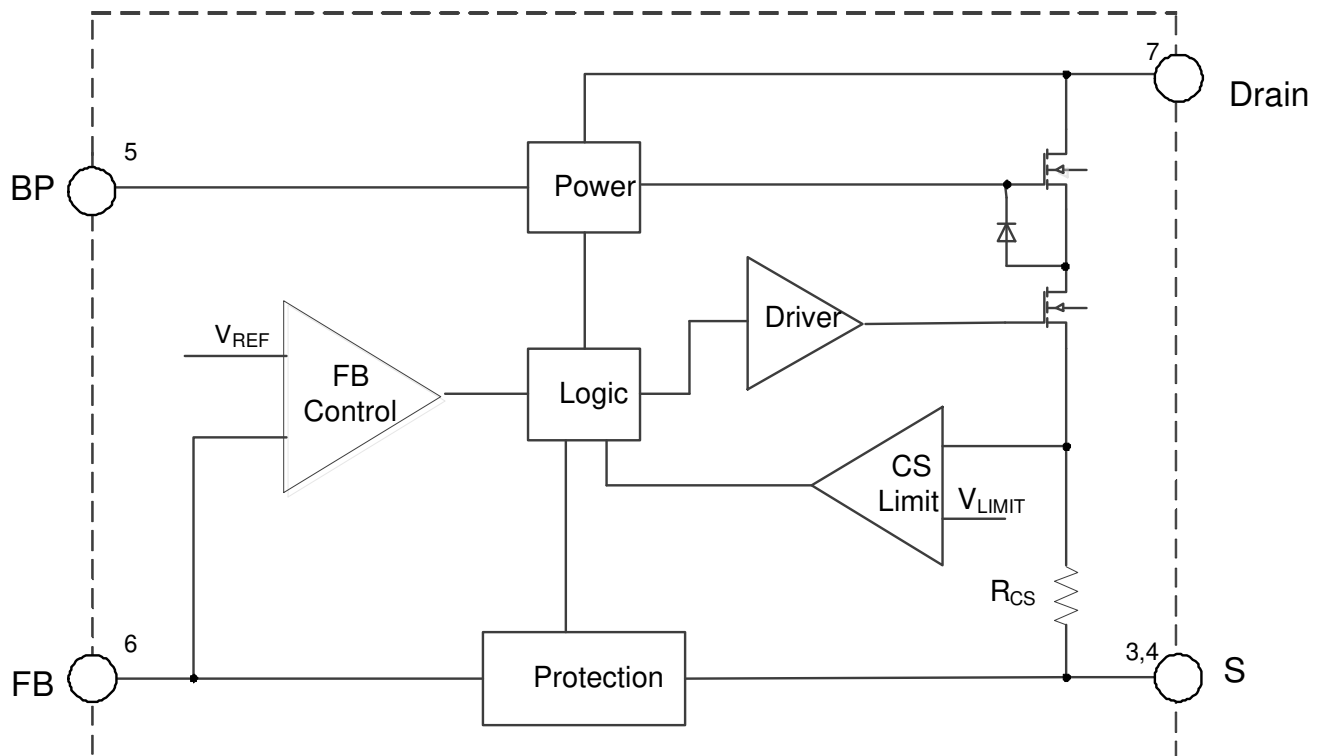 7
Drain
5
BP
Power
Driver
VREF
FB
Control
Logic
CS
Limit
VLIMIT
RCS
6
3,4
FB
Protection
S